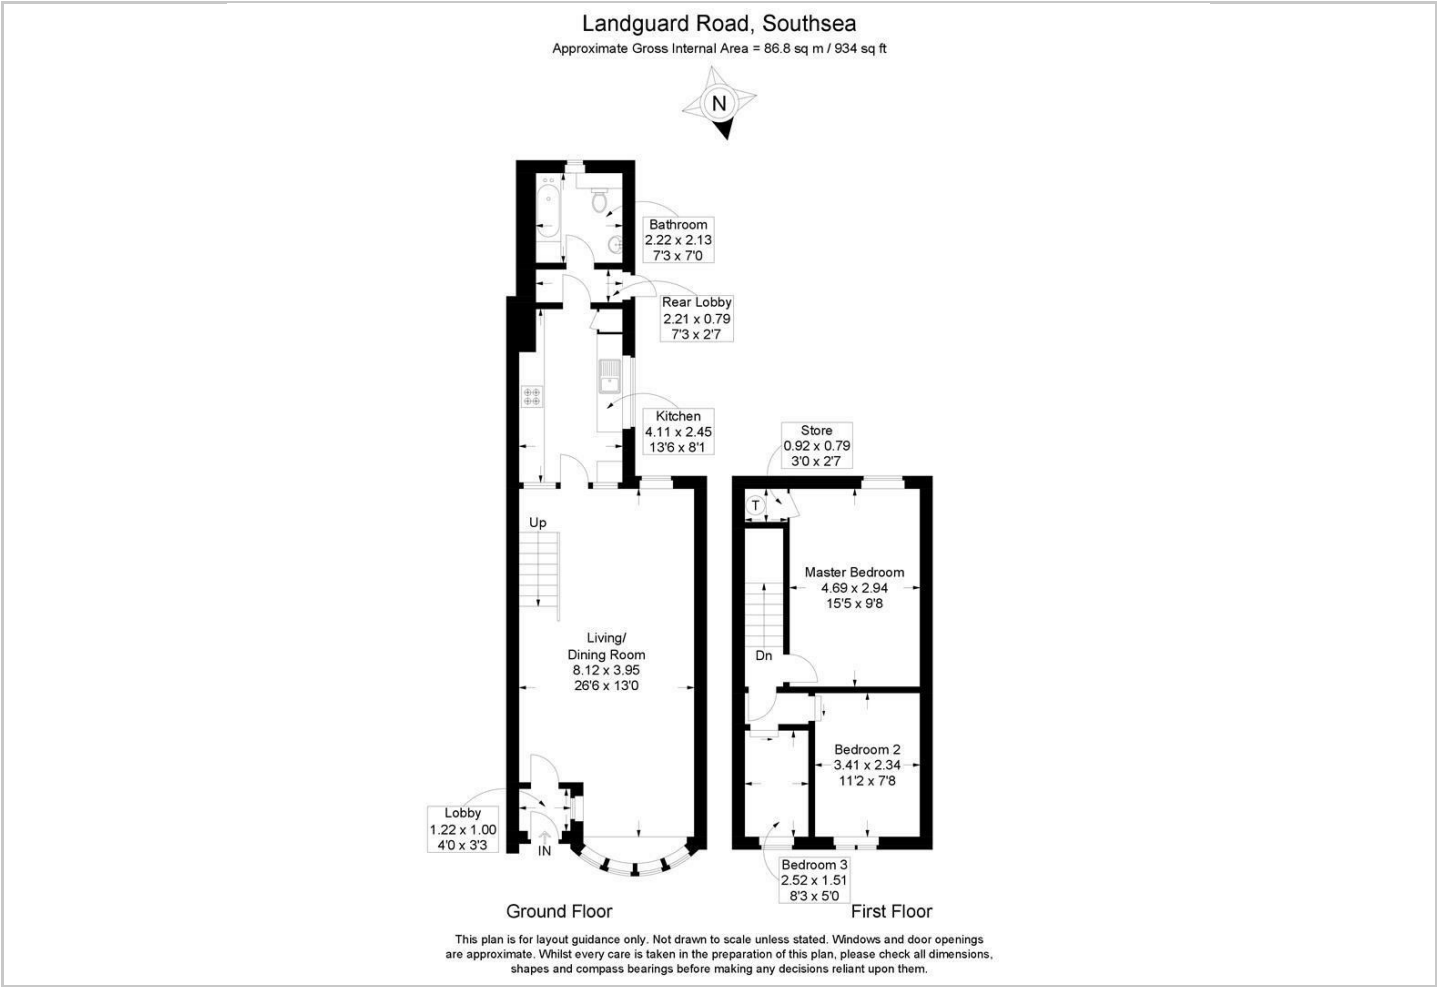 Landguard Road, Southsea
Approximate Gross Internal Area = 86.8 sq m / 934 sq ft
N
Bathroom
2.22 x 2.13
7'3 x 7'0
Rear Lobby
2.21 x 0.79
7'3 x 2'7
Kitchen
4.11 x 2.45
13'6 x 8'1
Up
Living/
Dining Room
8.12 x 3.95
26'6 x 13'0
Lobby
1.22 x 1.00
4'0 x 3'3
IN
Store
0.92 x 0.79
3'0 x 2'7
T
Master Bedroom
4.69 x 2.94
15'5 x 9'8
Dn
Bedroom 2
3.41 x 2.34
11'2 x 7'8
Bedroom 3
2.52 x 1.51
8'3 x 5'0
Ground Floor
First Floor
This plan is for layout guidance only. Not drawn to scale unless stated. Windows and door openings
are approximate. Whilst every care is taken in the preparation of this plan, please check all dimensions,
shapes and compass bearings before making any decisions reliant upon them.